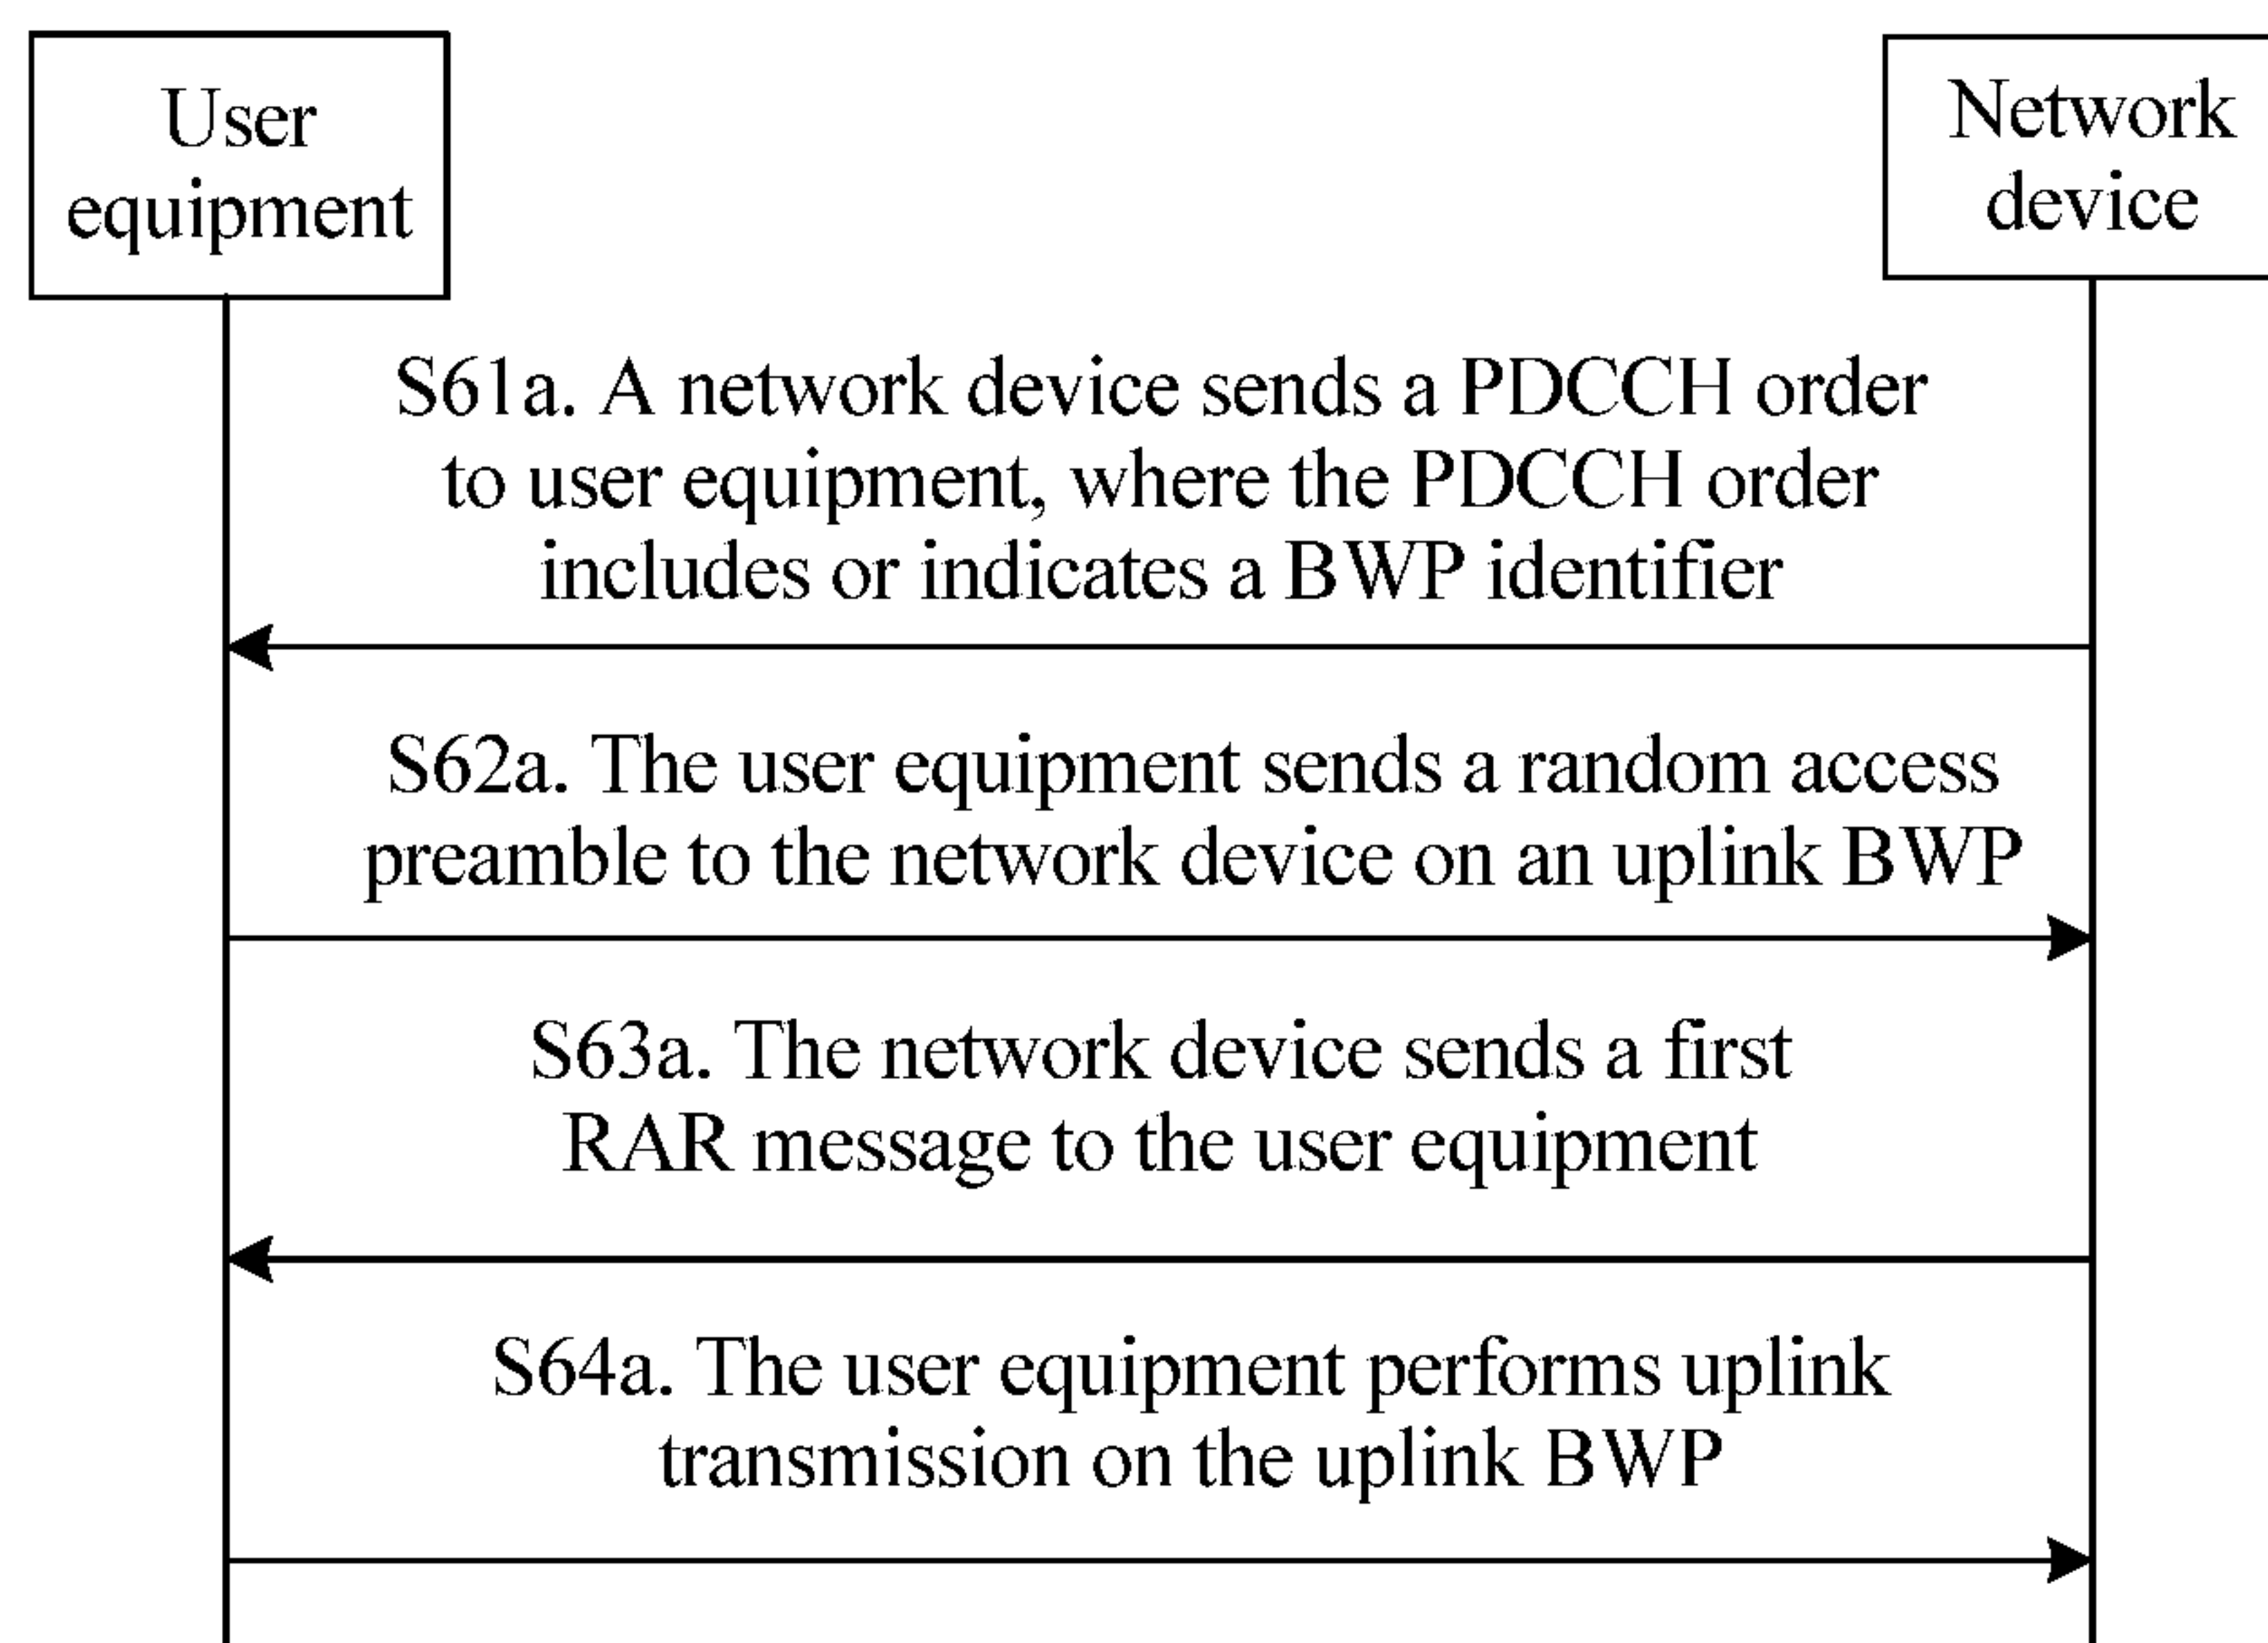 User
equipment
Network
device
S61a. A network device sends a PDCCH order
to user equipment, where the PDCCH order
includes or indicates a BWP identifier
S62a. The user equipment sends a random access
preamble to the network device on an uplink BWP
S63a. The network device sends a first
RAR message to the user equipment
S64a. The user equipment performs uplink
transmission on the uplink BWP